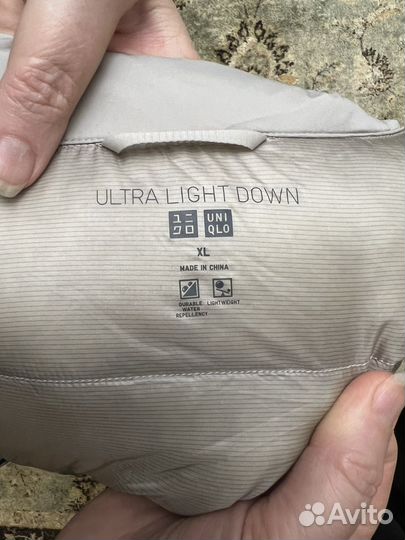 ULTRA LIGHT DOWN
ユニ UNI
クロ QLO
XL
MADE IN CHINA
DURABLE LIGHTWEIGHT
WATER
REPELLENCY
Avito